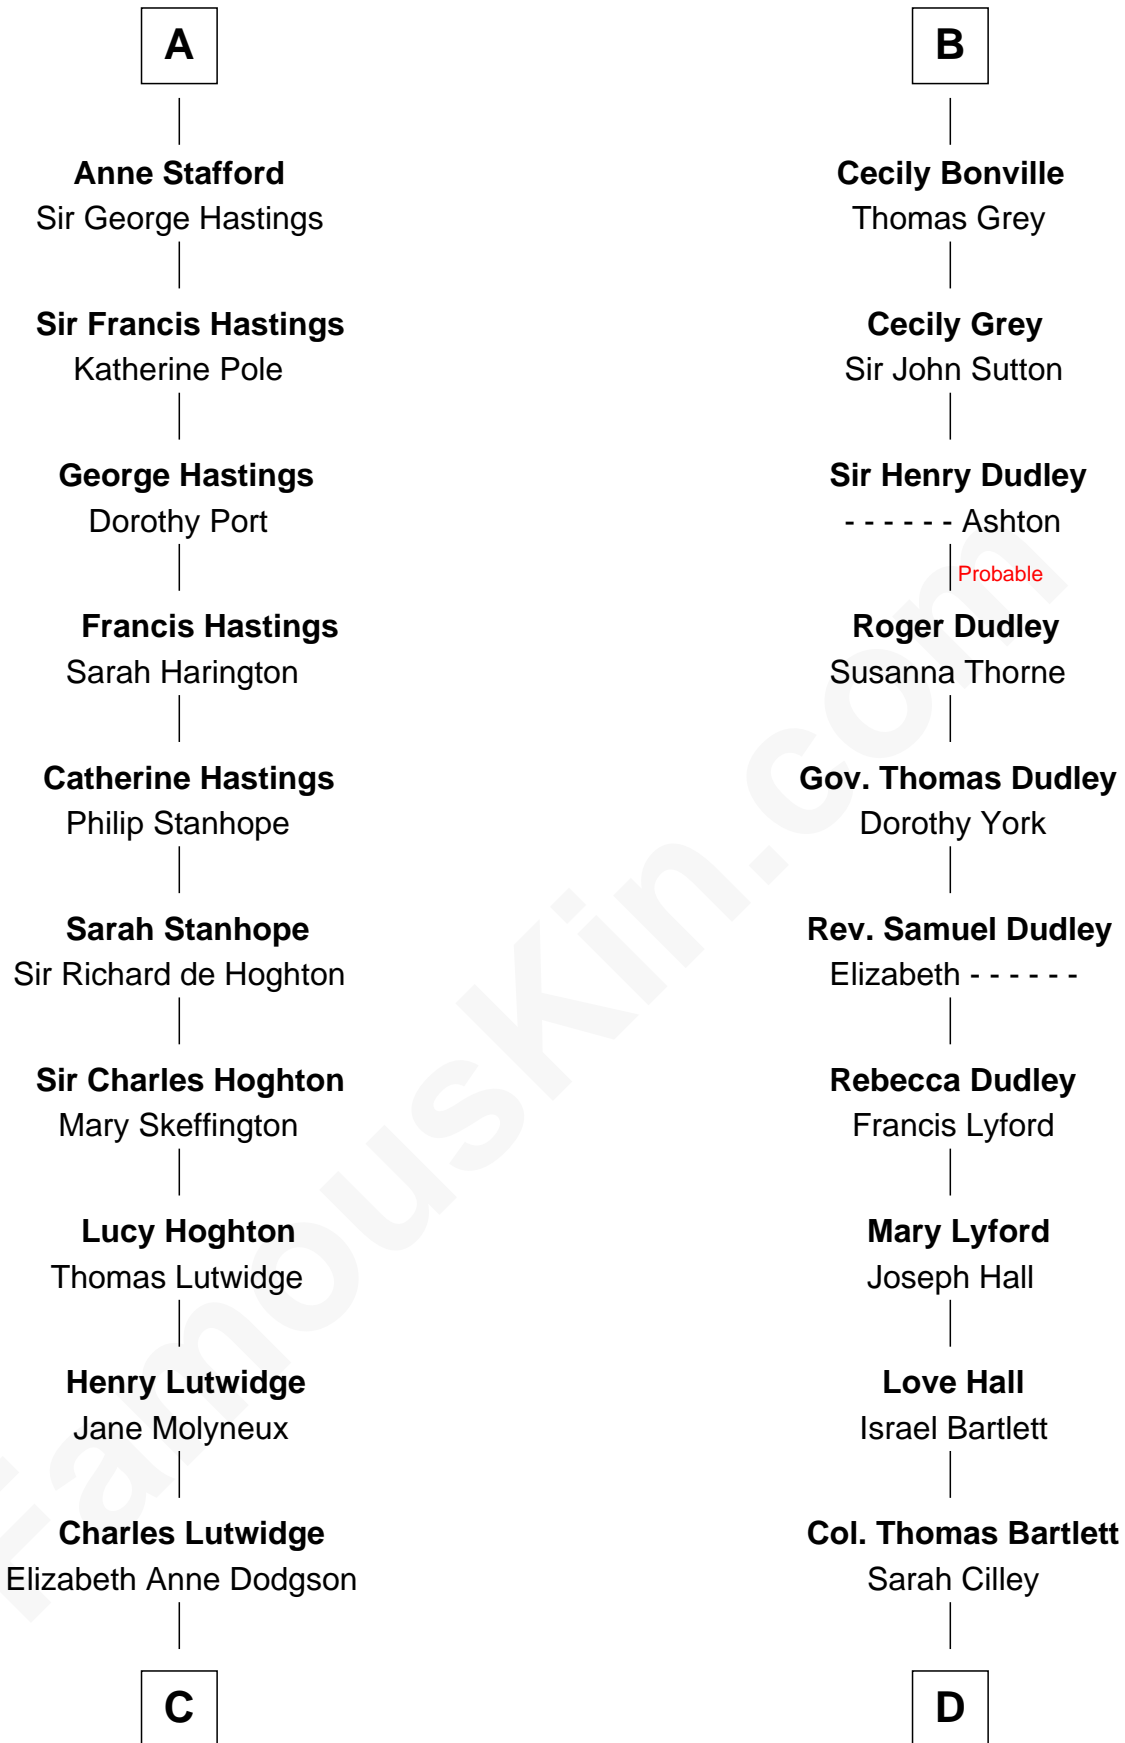 A
Anne Stafford
Sir George Hastings
Sir Francis Hastings
Katherine Pole
George Hastings
Dorothy Port
Francis Hastings
Sarah Harington
Catherine Hastings
Philip Stanhope
Sarah Stanhope
Sir Richard de Hoghton
Sir Charles Hoghton
Mary Skeffington
Lucy Hoghton
Thomas Lutwidge
Henry Lutwidge
Jane Molyneux
Charles Lutwidge
Elizabeth Anne Dodgson
C
B
Cecily Bonville
Thomas Grey
Cecily Grey
Sir John Sutton
Sir Henry Dudley
- - - - - - Ashton
Probable
Roger Dudley
Susanna Thorne
Gov. Thomas Dudley
Dorothy York
Rev. Samuel Dudley
Elizabeth - - - - - -
Rebecca Dudley
Francis Lyford
Mary Lyford
Joseph Hall
Love Hall
Israel Bartlett
Col. Thomas Bartlett
Sarah Cilley
D
FamousKin.com